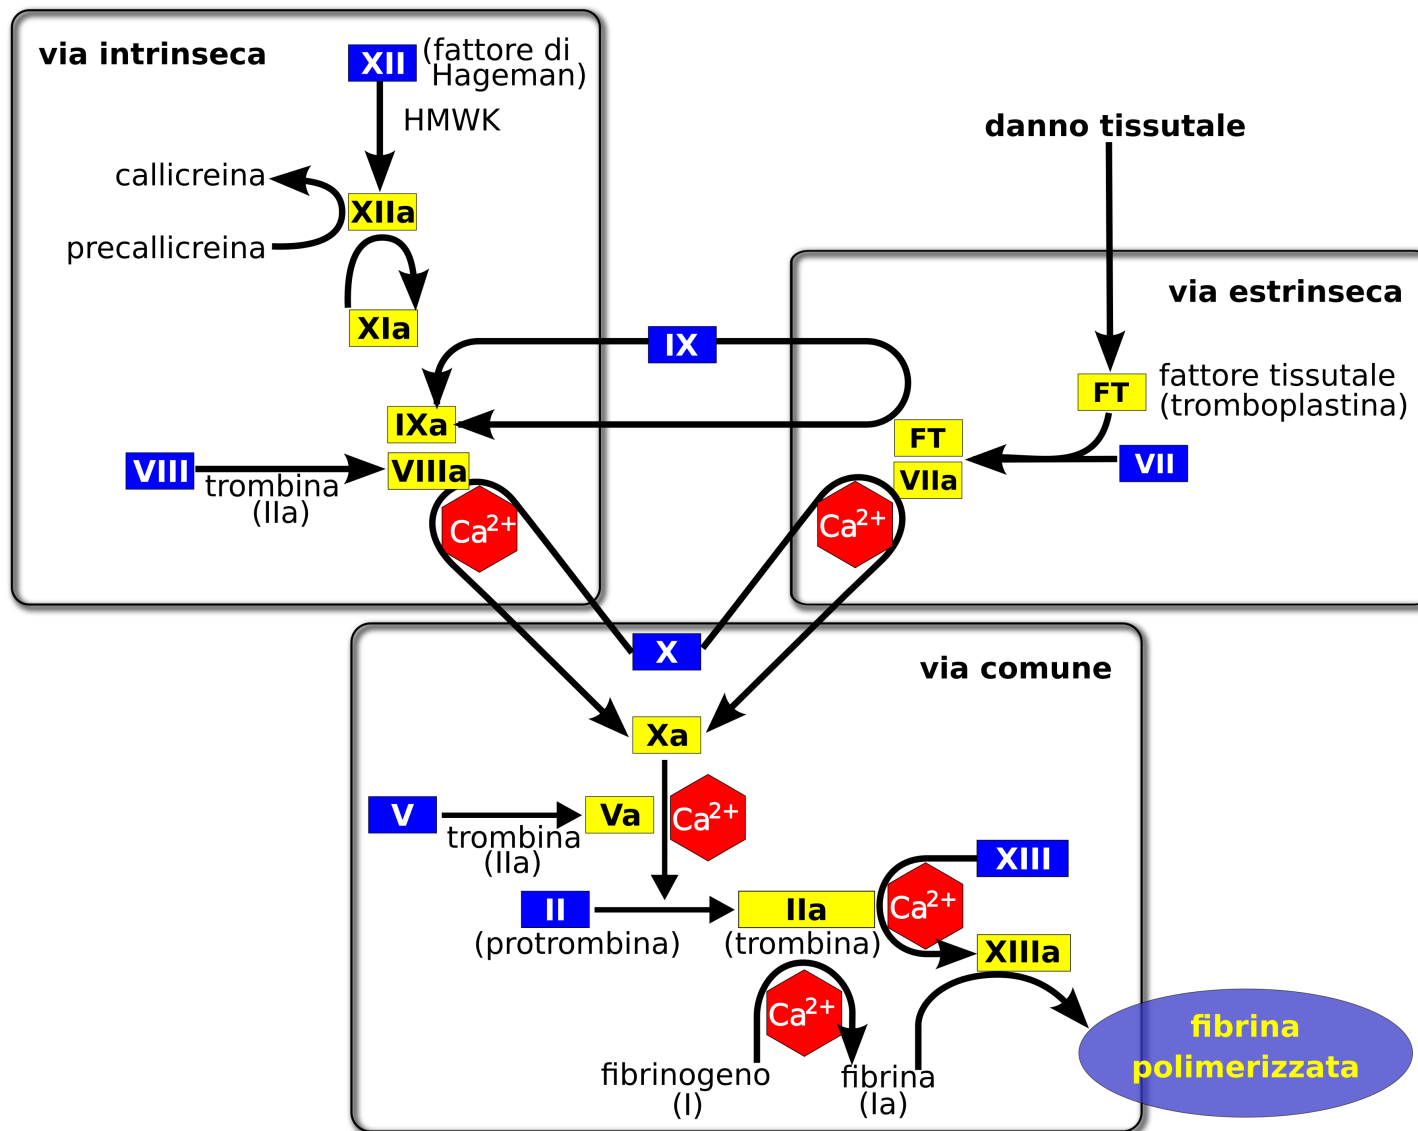 via intrinseca
XII
(fattore di
Hageman)
HMWK
callicreina
XIIa
precallicreina
XIa
danno tissutale
via estrinseca
IX
FT
fattore tissutale
(tromboplastina)
IXa
FT
VII
VIII
VIIIa
VIIa
trombina
(IIa)
Ca2+
Ca2+
X
via comune
Xa
V
Va
Ca2+
trombina
(IIa)
XIII
II
IIa
Ca2+
(protrombina)
(trombina)
XIIIa
Ca2+
fibrinogeno
(I)
fibrina
(Ia)
fibrina
polimerizzata